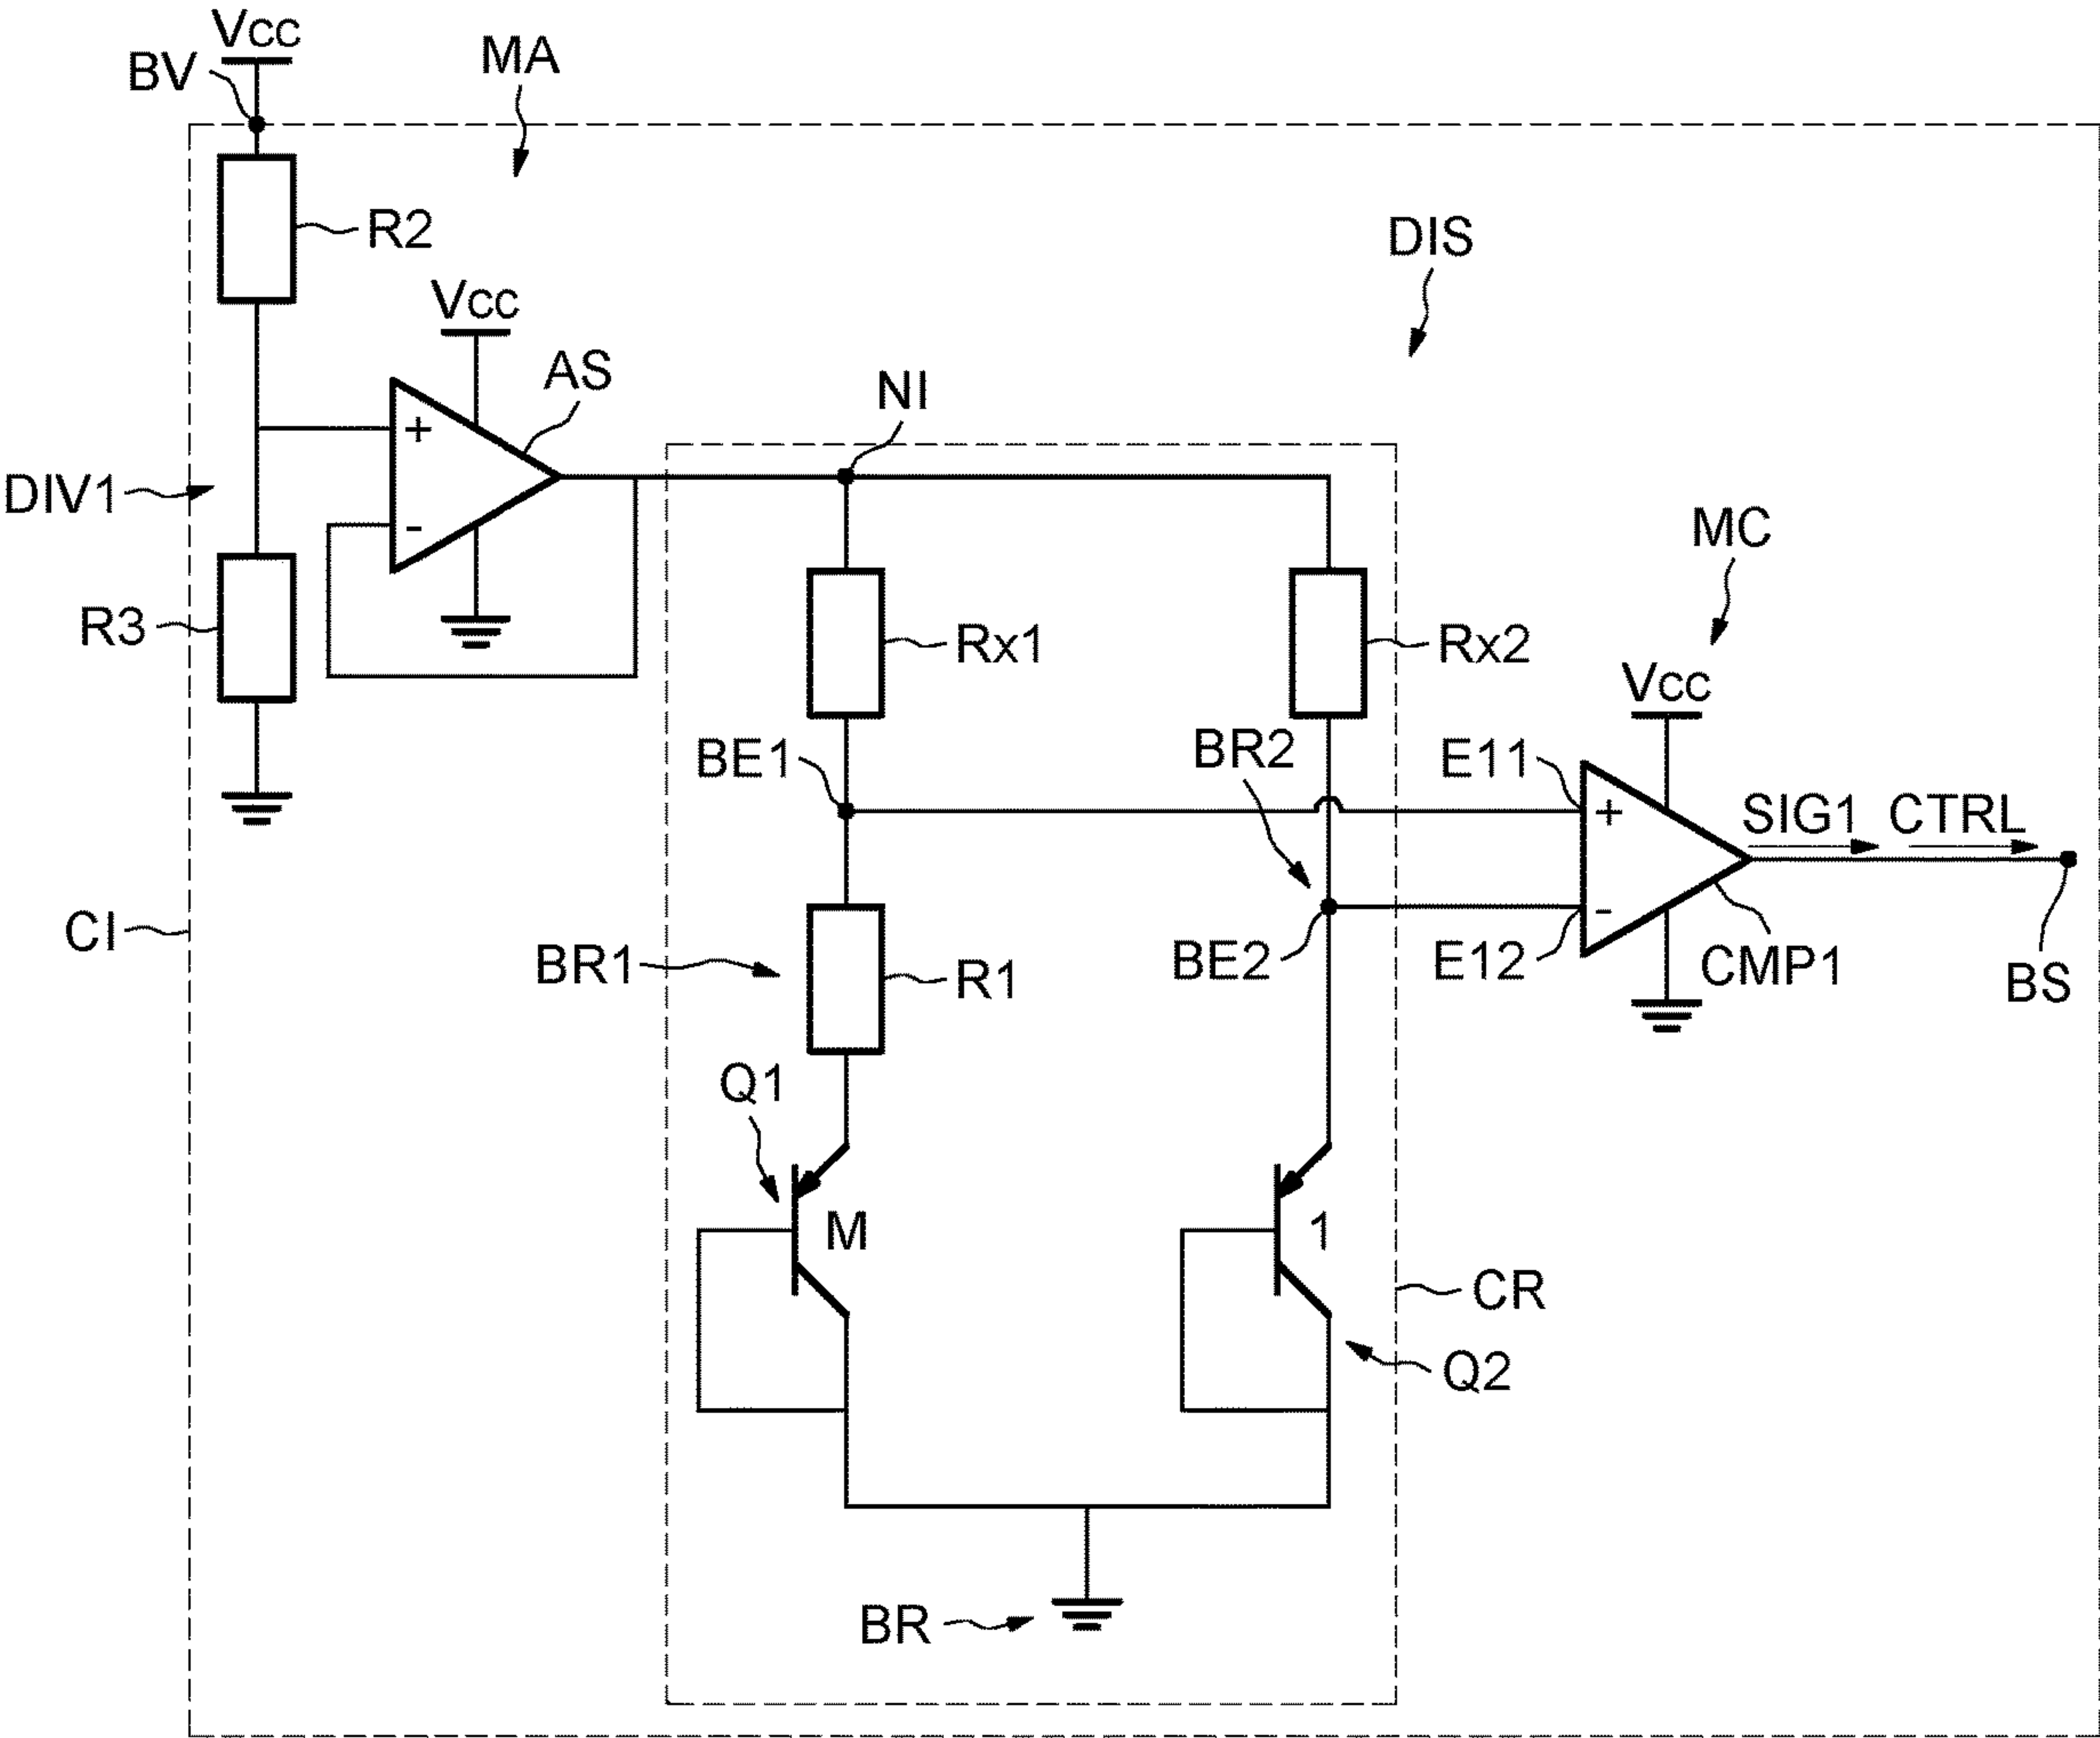 VCC
BV
MA
R2
DIS
VCC
AS
NI
+
DIV1
-
MC
R3
Rx1
Rx2
VCC
BE1
BR2
E11
+
SIG1
CTRL
CI
BR1
R1
BE2
E12
-
CMP1
BS
Q1
M
1
CR
Q2
BR